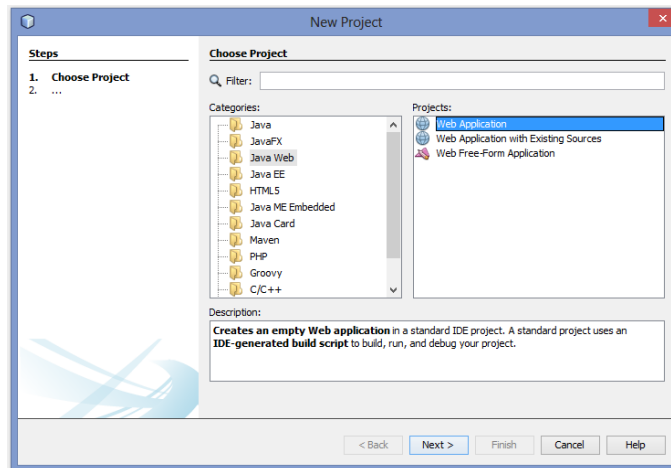 New Project
Steps
1. Choose Project
2. ...
Choose Project
Filter:
Categories:
Java
JavaFX
Java Web
Java EE
HTML5
Java ME Embedded
Java Card
Maven
PHP
Groovy
C/C++
Projects:
Web Application
Web Application with Existing Sources
Web Free-Form Application
Description:
Creates an empty Web application in a standard IDE project. A standard project uses an
IDE-generated build script to build, run, and debug your project.
< Back
Next >
Finish
Cancel
Help